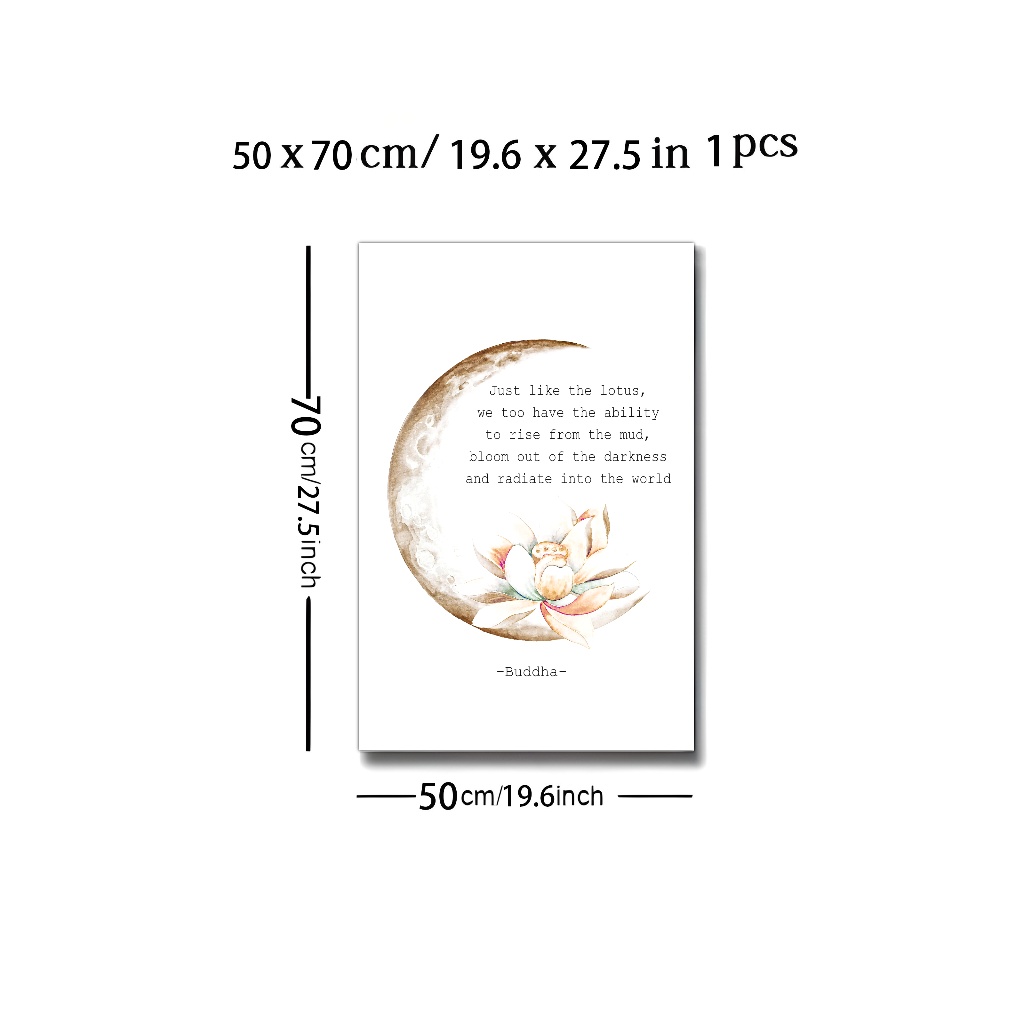 50 x 70 cm/ 19.6 x 27.5 in 1 pcs
70 cm/27.5inch
Just like the lotus,
we too have the ability
to rise from the mud,
bloom out of the darkness
and radiate into the world
-Buddha-
50cm/19.6inch